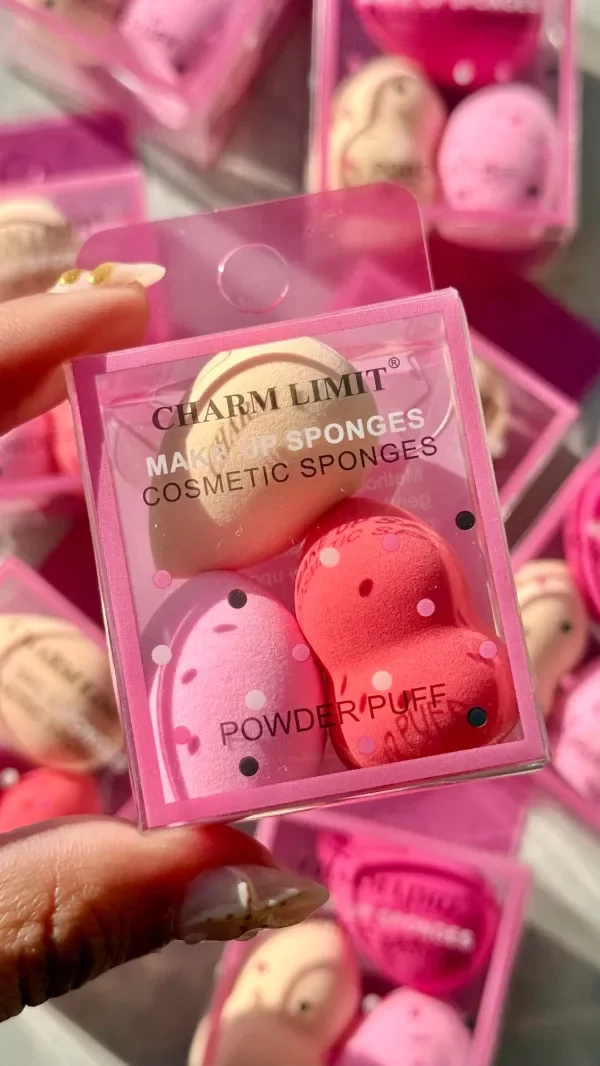 CHARM LIMIT®
MAKE UP SPONGES
COSMETIC SPONGES
POWDER PUFF